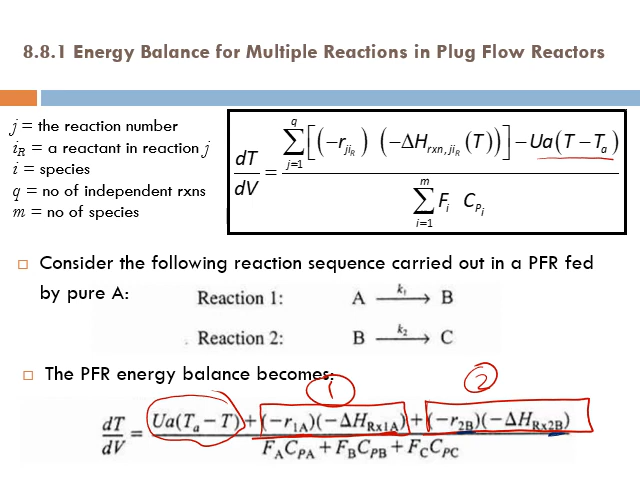 8.8.1 Energy Balance for Multiple Reactions in Plug Flow Reactors
j = the reaction number
i_R = a reactant in reaction j
i = species
q = no of independent rxns
m = no of species
dT/dV = ( ∑_{j=1}^{q} [(−r_{ji_R}) (−ΔH_{rxn,ji_R}(T))] − Ua(T − T_a) ) / ( ∑_{i=1}^{m} F_i C_{P_i} )
Consider the following reaction sequence carried out in a PFR fed
by pure A:
Reaction 1: A —k_1→ B
Reaction 2: B —k_2→ C
The PFR energy balance becomes:
1 2
dT/dV = ( Ua(T_a − T) + (−r_{1A})(−ΔH_{Rx1A}) + (−r_{2B})(−ΔH_{Rx2B}) ) / ( F_A C_{PA} + F_B C_{PB} + F_C C_{PC} )